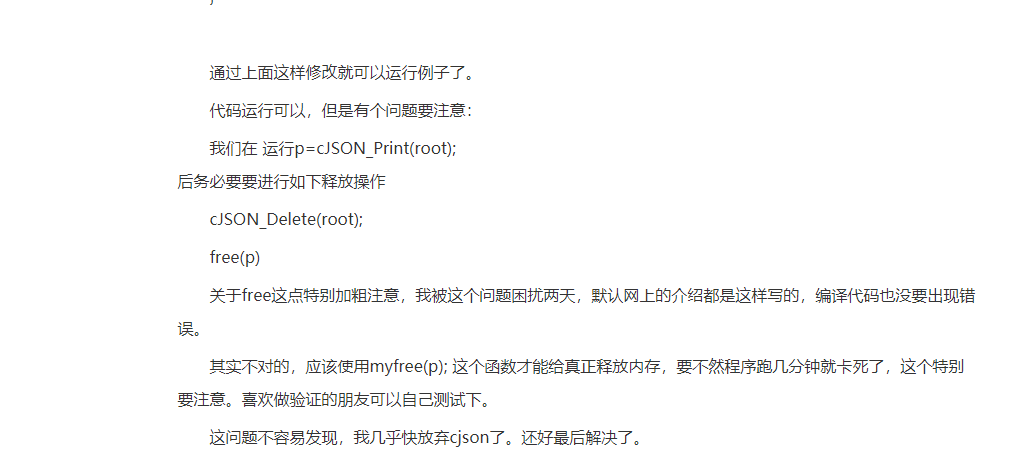 通过上面这样修改就可以运行例子了。
代码运行可以，但是有个问题要注意：
我们在 运行p=cJSON_Print(root);
后务必要要进行如下释放操作
cJSON_Delete(root);
free(p)
关于free这点特别加粗注意，我被这个问题困扰两天，默认网上的介绍都是这样写的，编译代码也没要出现错
误。
其实不对的，应该使用myfree(p); 这个函数才能给真正释放内存，要不然程序跑几分钟就卡死了，这个特别
要注意。喜欢做验证的朋友可以自己测试下。
这问题不容易发现，我几乎快放弃cjson了。还好最后解决了。